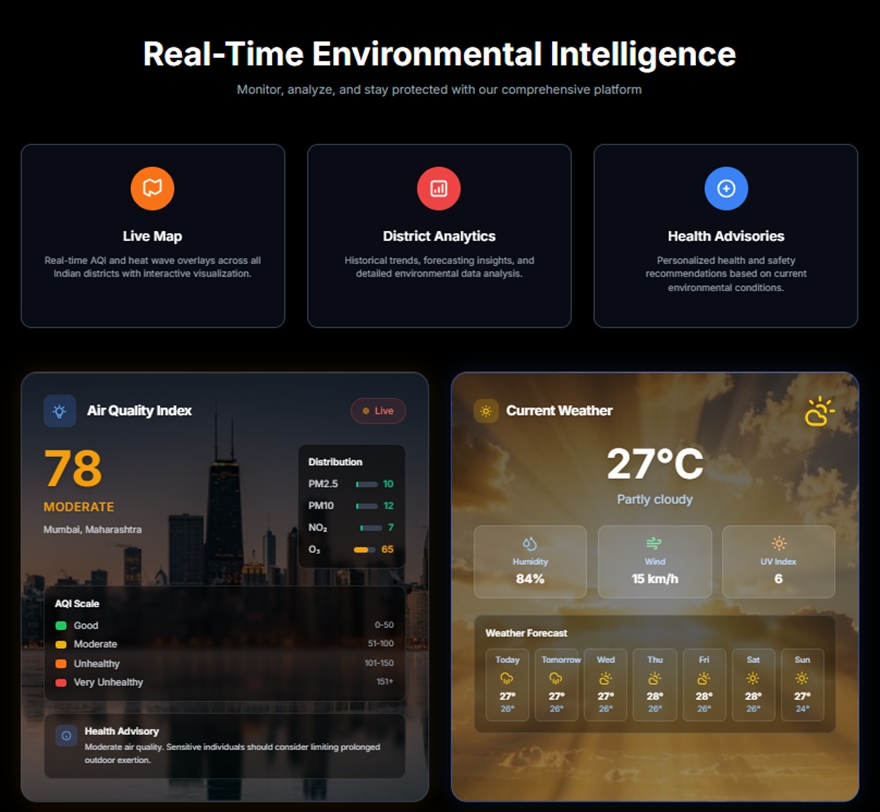 Real-Time Environmental Intelligence
Monitor, analyze, and stay protected with our comprehensive platform
Live Map
Real-time AQI and heat wave overlays across all
Indian districts with interactive visualization.
District Analytics
Historical trends, forecasting insights, and
detailed environmental data analysis.
Health Advisories
Personalized health and safety
recommendations based on current
environmental conditions.
Air Quality Index
Live
78
MODERATE
Mumbai, Maharashtra
Distribution
PM2.5 10
PM10 12
NO₂ 7
O₃ 65
AQI Scale
Good 0-50
Moderate 51-100
Unhealthy 101-150
Very Unhealthy 151+
Health Advisory
Moderate air quality. Sensitive individuals should consider limiting prolonged
outdoor exertion.
Current Weather
27°C
Partly cloudy
Humidity Wind UV Index
84% 15 km/h 6
Weather Forecast
Today Tomorrow Wed Thu Fri Sat Sun
27° 27° 27° 28° 28° 28° 27°
26° 26° 26° 26° 26° 26° 24°